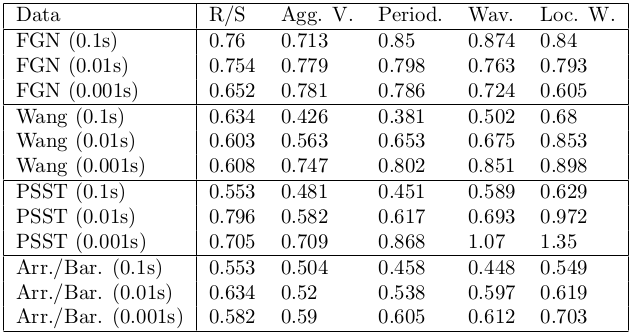 Data R/S Agg. V. Period. Wav. Loc. W.
FGN (0.1s) 0.76 0.713 0.85 0.874 0.84
FGN (0.01s) 0.754 0.779 0.798 0.763 0.793
FGN (0.001s) 0.652 0.781 0.786 0.724 0.605
Wang (0.1s) 0.634 0.426 0.381 0.502 0.68
Wang (0.01s) 0.603 0.563 0.653 0.675 0.853
Wang (0.001s) 0.608 0.747 0.802 0.851 0.898
PSST (0.1s) 0.553 0.481 0.451 0.589 0.629
PSST (0.01s) 0.796 0.582 0.617 0.693 0.972
PSST (0.001s) 0.705 0.709 0.868 1.07 1.35
Arr./Bar. (0.1s) 0.553 0.504 0.458 0.448 0.549
Arr./Bar. (0.01s) 0.634 0.52 0.538 0.597 0.619
Arr./Bar. (0.001s) 0.582 0.59 0.605 0.612 0.703